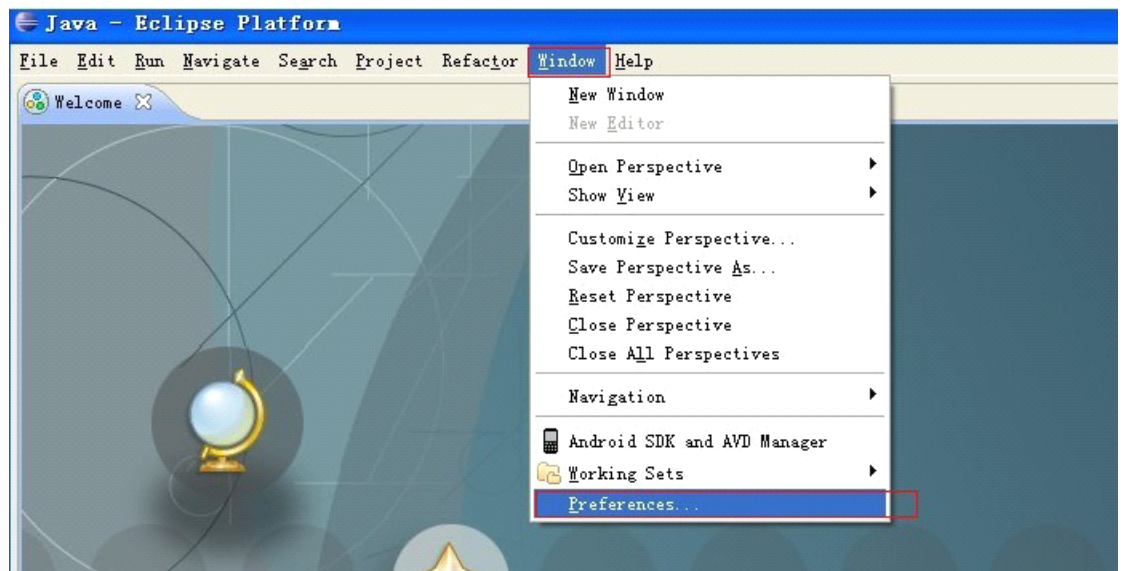 Java - Eclipse Platform
File Edit Run Navigate Search Project Refactor Window Help
Welcome
New Window
New Editor
Open Perspective
Show View
Customize Perspective...
Save Perspective As...
Reset Perspective
Close Perspective
Close All Perspectives
Navigation
Android SDK and AVD Manager
Working Sets
Preferences...